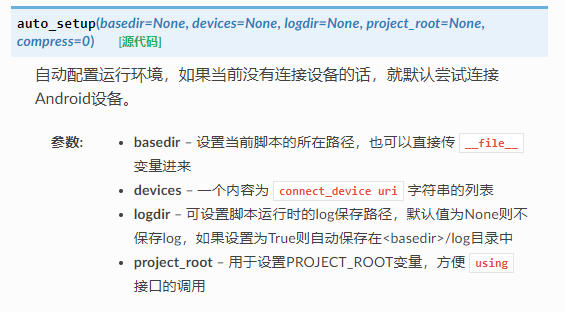 auto_setup(basedir=None, devices=None, logdir=None, project_root=None,
compress=0) [源代码]
自动配置运行环境，如果当前没有连接设备的话，就默认尝试连接
Android设备。
参数: • basedir – 设置当前脚本的所在路径，也可以直接传 __file__
变量进来
• devices – 一个内容为 connect_device uri 字符串的列表
• logdir – 可设置脚本运行时的log保存路径，默认值为None则不
保存log，如果设置为True则自动保存在<basedir>/log目录中
• project_root – 用于设置PROJECT_ROOT变量，方便 using
接口的调用